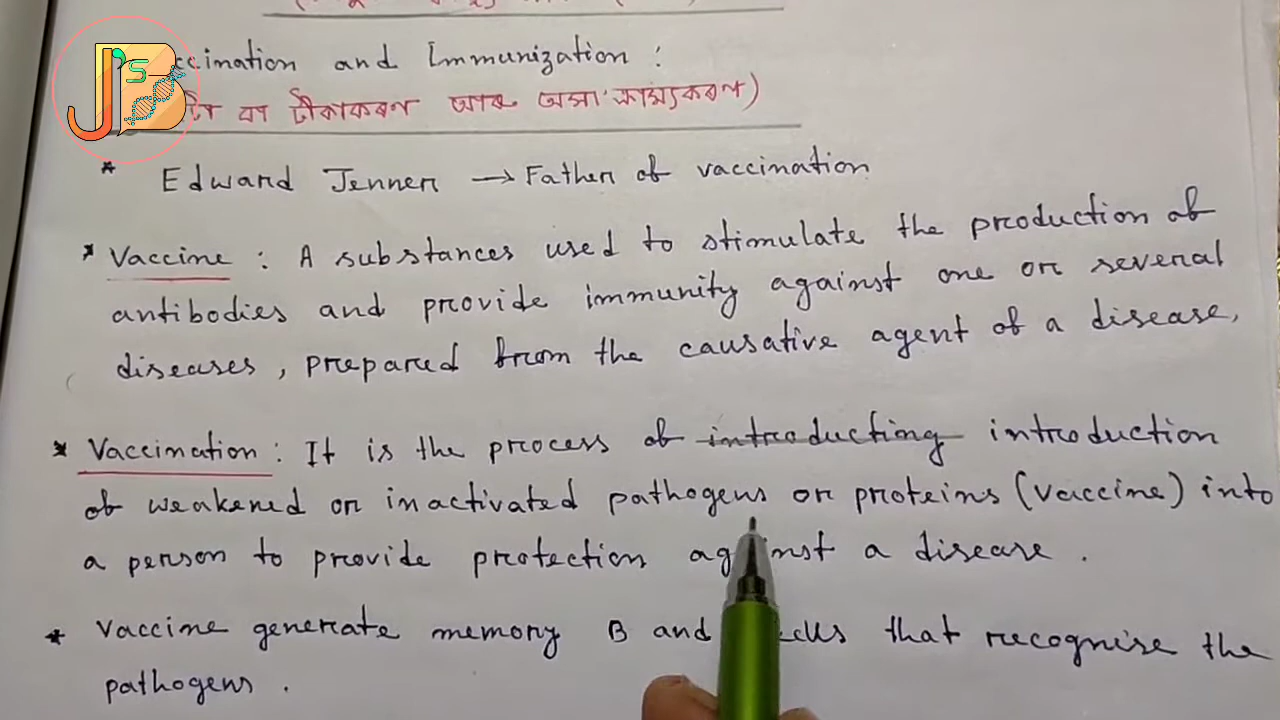 J'sB
ccination and Immunization :
বা টীকাকৰণ আৰু অনাক্ৰাম্যকৰণ)
* Edward Jenner → Father of vaccination
* Vaccine : A substances used to stimulate the production of
antibodies and provide immunity against one or several
diseases, prepared from the causative agent of a disease,
* Vaccination : It is the process of introducting introduction
of weakened or inactivated pathogens or proteins (vaccine) into
a person to provide protection against a disease .
* Vaccine generate memory B and cells that recognise the
pathogens .